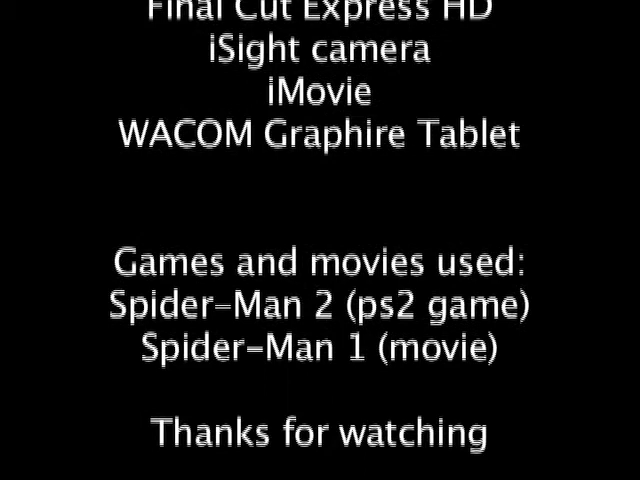 Final Cut Express HD
iSight camera
iMovie
WACOM Graphire Tablet
Games and movies used:
Spider-Man 2 (ps2 game)
Spider-Man 1 (movie)
Thanks for watching